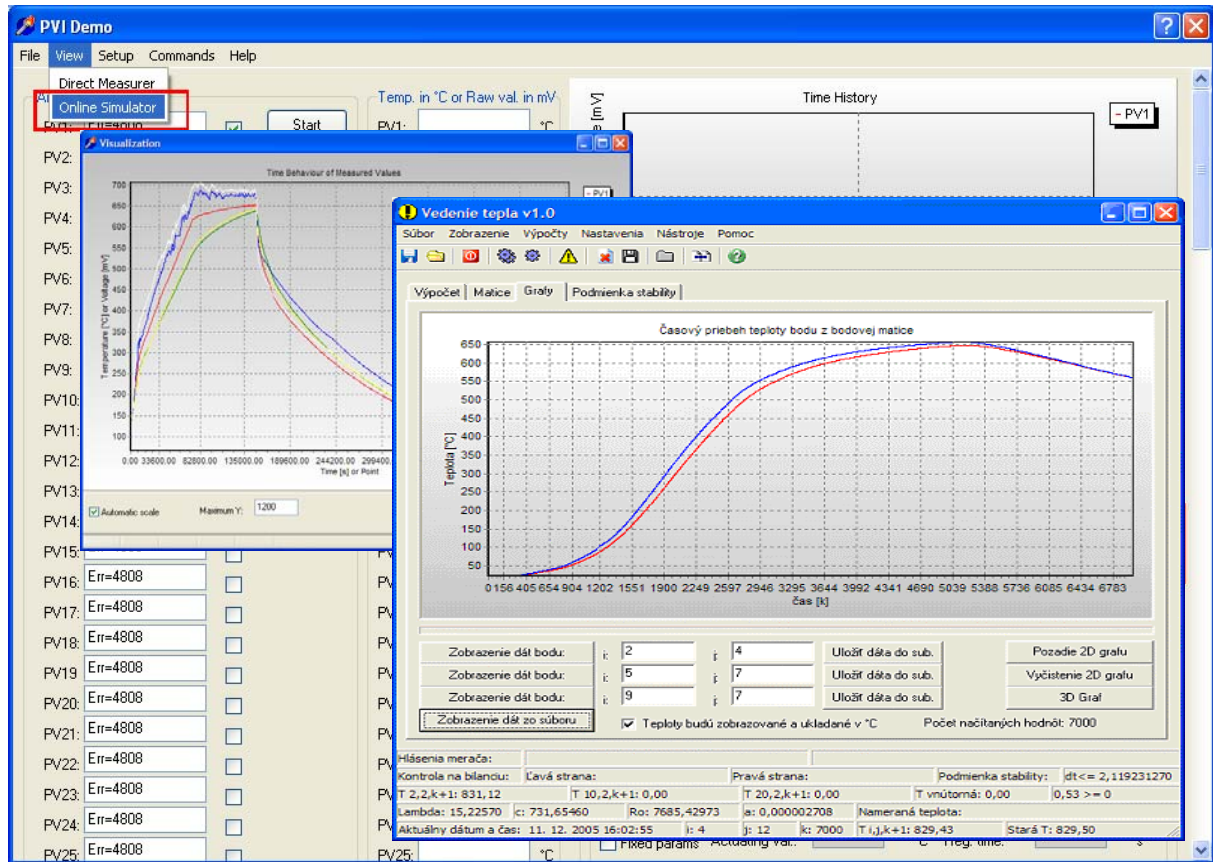 PVI Demo
File View Setup Commands Help
Direct Measurer
Online Simulator
Temp. in °C or Raw val. in mV
Time History
PV1
PV1: Err=4808
Start
PV1: °C
PV2:
PV3:
PV4:
PV5:
PV6:
PV7:
PV8:
PV9:
PV10:
PV11:
PV12:
PV13:
PV14:
PV15: Err=4808
PV16: Err=4808
PV17: Err=4808
PV18: Err=4808
PV19 Err=4808
PV20: Err=4808
PV21: Err=4808
PV22: Err=4808
PV23: Err=4808
PV24: Err=4808
PV25: Err=4808
PV25: °C
Fixed params
Visualization
Time Behaviour of Measured Values
PV1
Temperature [°C] or Voltage [mV]
700
650
600
550
500
450
400
350
300
250
200
150
100
0.00 33600.00 82800.00 135000.00 189600.00 244200.00 299400.
Time [s] or Point
Automatic scale
Maximum Y: 1200
Vedenie tepla v1.0
Súbor Zobrazenie Výpočty Nastavenia Nástroje Pomoc
Výpočet Matice Grafy Podmienka stability
Časový priebeh teploty bodu z bodovej matice
Teplota [°C]
650
600
550
500
450
400
350
300
250
200
150
100
50
0 156 405 654 904 1202 1551 1900 2249 2597 2946 3295 3644 3992 4341 4690 5039 5388 5736 6085 6434 6783
čas [k]
Zobrazenie dát bodu: i: 2 j: 4 Uložiť dáta do sub. Pozadie 2D grafu
Zobrazenie dát bodu: i: 5 j: 7 Uložiť dáta do sub. Vyčistenie 2D grafu
Zobrazenie dát bodu: i: 9 j: 7 Uložiť dáta do sub. 3D Graf
Zobrazenie dát zo súboru Teploty budú zobrazované a ukladané v °C Počet načítaných hodnôt: 7000
Hlásenia merača:
Kontrola na bilanciu: Ľavá strana: Pravá strana: Podmienka stability: dt<= 2,119231270
T 2,2,k+1: 831,12 T 10,2,k+1: 0,00 T 20,2,k+1: 0,00 T vnútorná: 0,00 0,53 >= 0
Lambda: 15,22570 c: 731,65460 Ro: 7685,42973 a: 0,000002708 Nameraná teplota:
Aktuálny dátum a čas: 11. 12. 2005 16:02:55 i: 4 j: 12 k: 7000 T i,j,k+1: 829,43 Stará T: 829,50